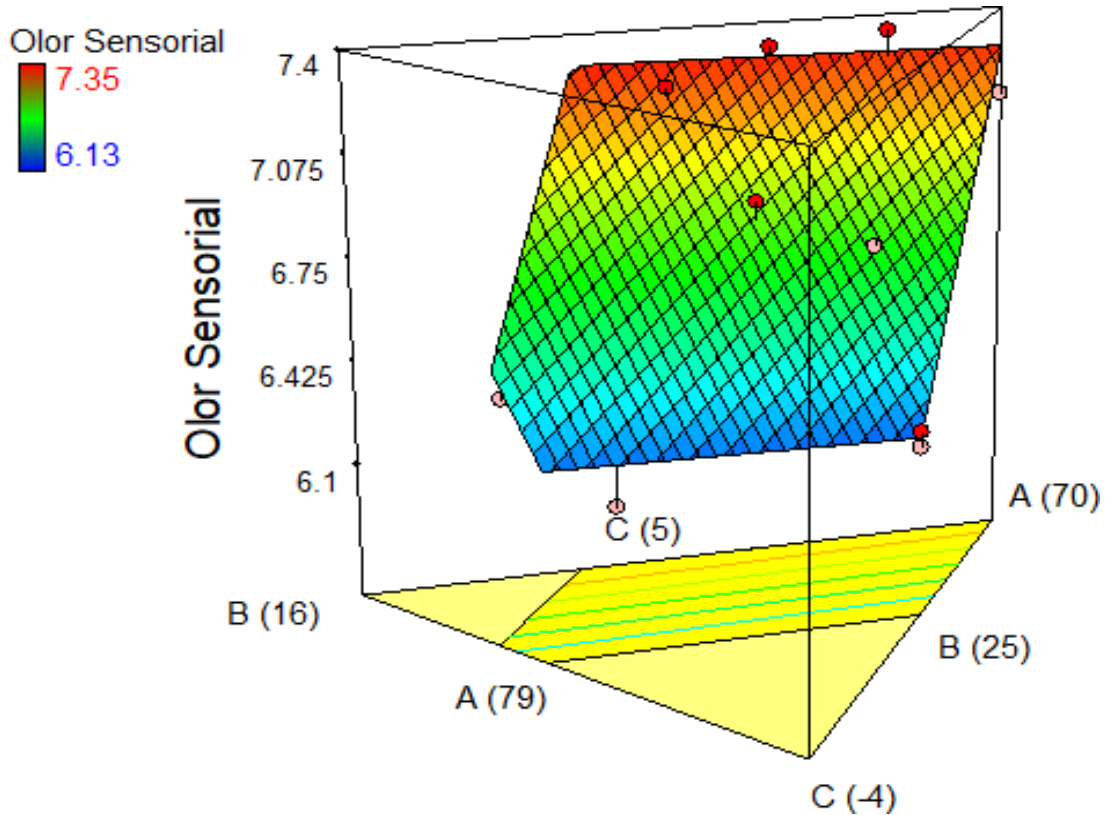 Olor Sensorial
7.35
6.13
Olor Sensorial
7.4
7.075
6.75
6.425
6.1
C (5)
A (70)
B (16)
B (25)
A (79)
C (-4)